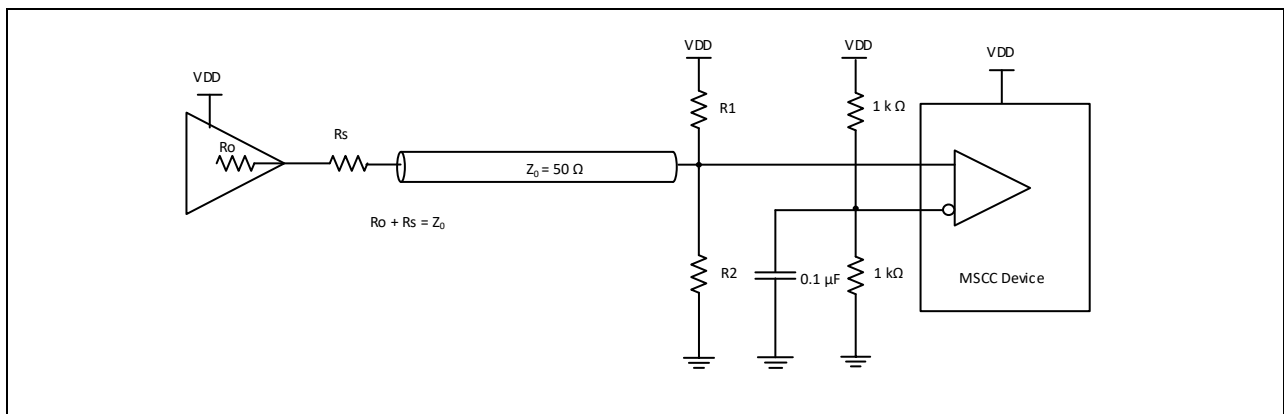 VDD
VDD
VDD
VDD
R1
1 k Ω
Ro
Rs
Z₀ = 50 Ω
Ro + Rs = Z₀
R2
0.1 µF
1 kΩ
MSCC Device